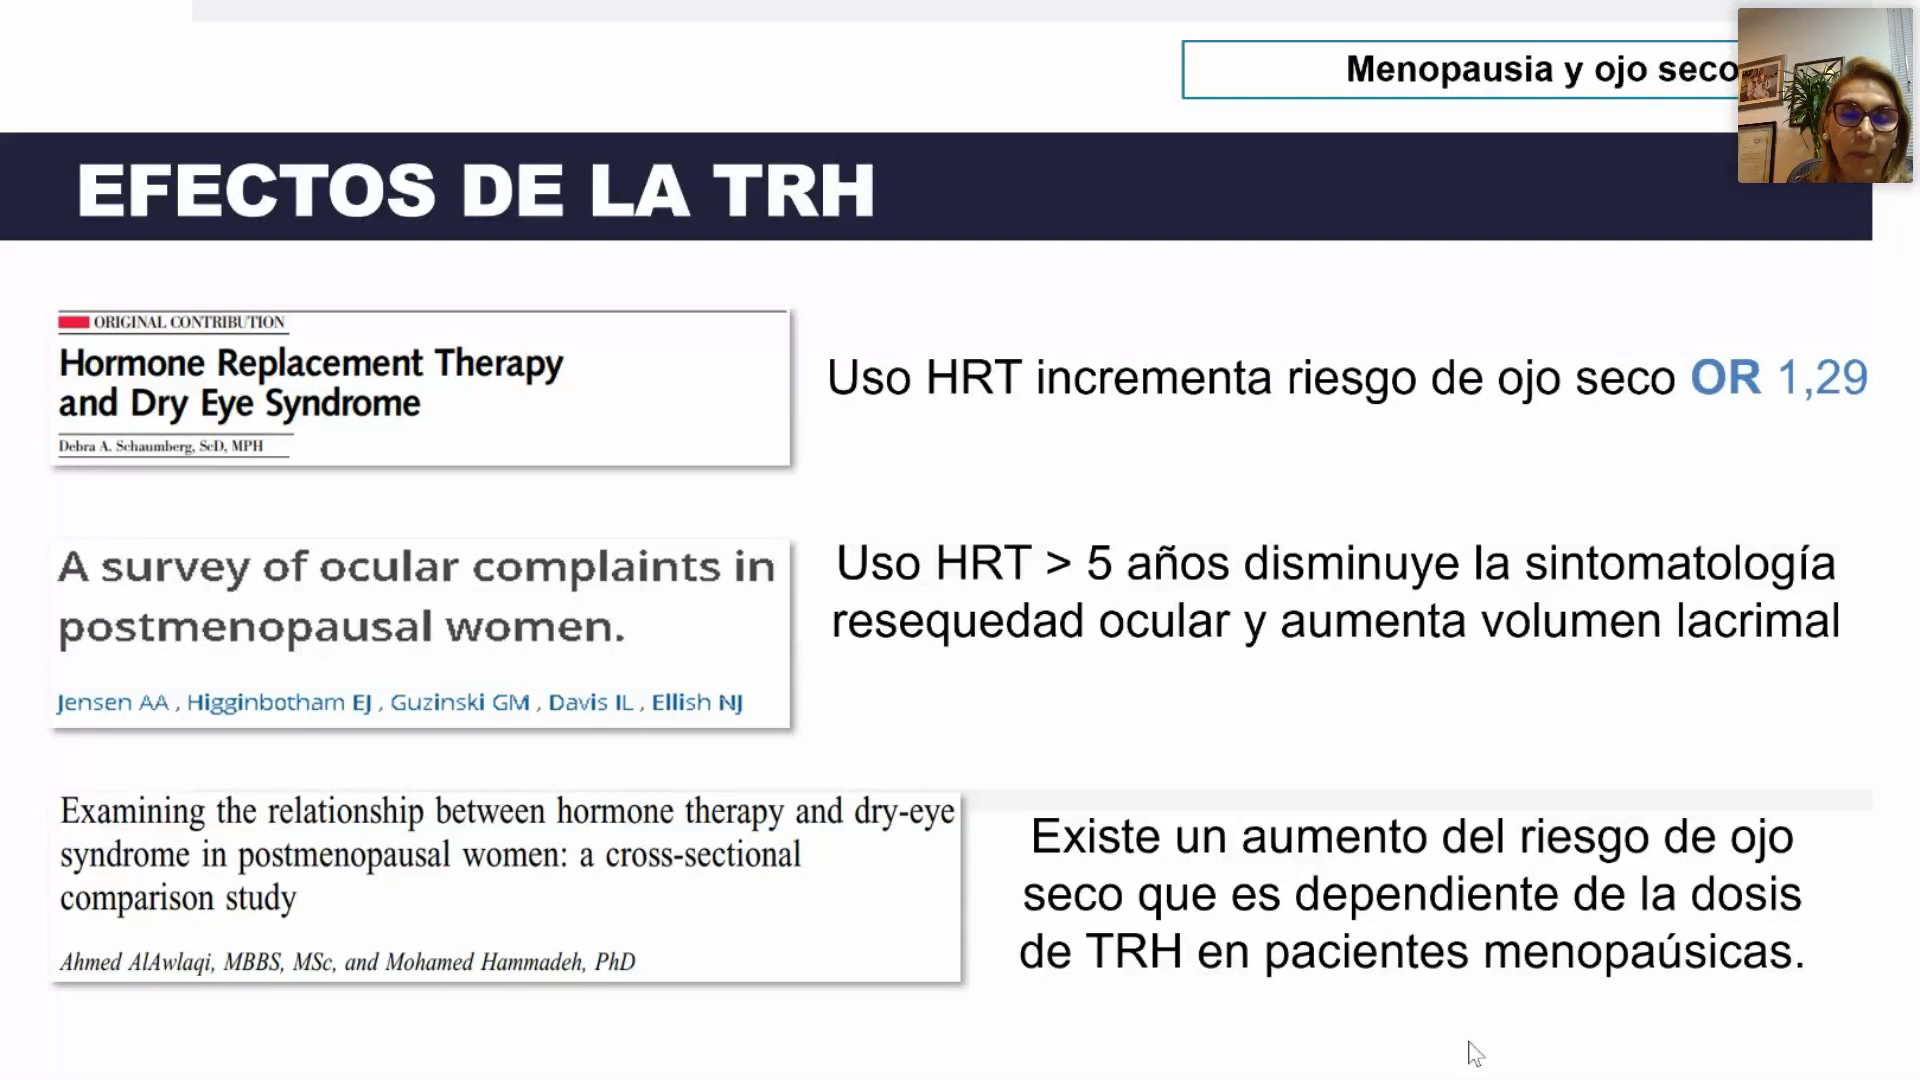 Menopausia y ojo seco
EFECTOS DE LA TRH
ORIGINAL CONTRIBUTION
Hormone Replacement Therapy
and Dry Eye Syndrome
Debra A. Schaumberg, ScD, MPH
Uso HRT incrementa riesgo de ojo seco OR 1,29
A survey of ocular complaints in
postmenopausal women.
Jensen AA , Higginbotham EJ , Guzinski GM , Davis IL , Ellish NJ
Uso HRT > 5 años disminuye la sintomatología
resequedad ocular y aumenta volumen lacrimal
Examining the relationship between hormone therapy and dry-eye
syndrome in postmenopausal women: a cross-sectional
comparison study
Ahmed AlAwlaqi, MBBS, MSc, and Mohamed Hammadeh, PhD
Existe un aumento del riesgo de ojo
seco que es dependiente de la dosis
de TRH en pacientes menopaúsicas.